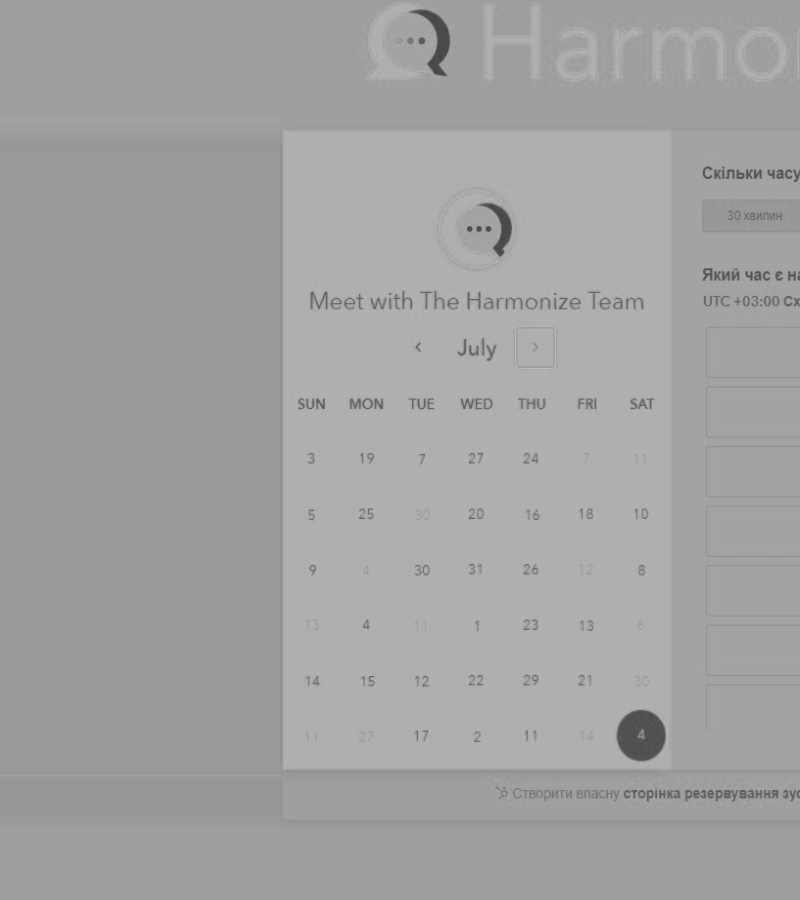 Harmo
Meet with The Harmonize Team
July
SUN MON TUE WED THU FRI SAT
3 19 7 27 24 7 11
5 25 30 20 16 18 10
9 4 30 31 26 12 8
13 4 11 1 23 13 6
14 15 12 22 29 21 30
11 27 17 2 11 14 4
Скільки часу
30 хвилин
Який час є на
UTC +03:00 Сх
Створити власну сторінка резервування зус